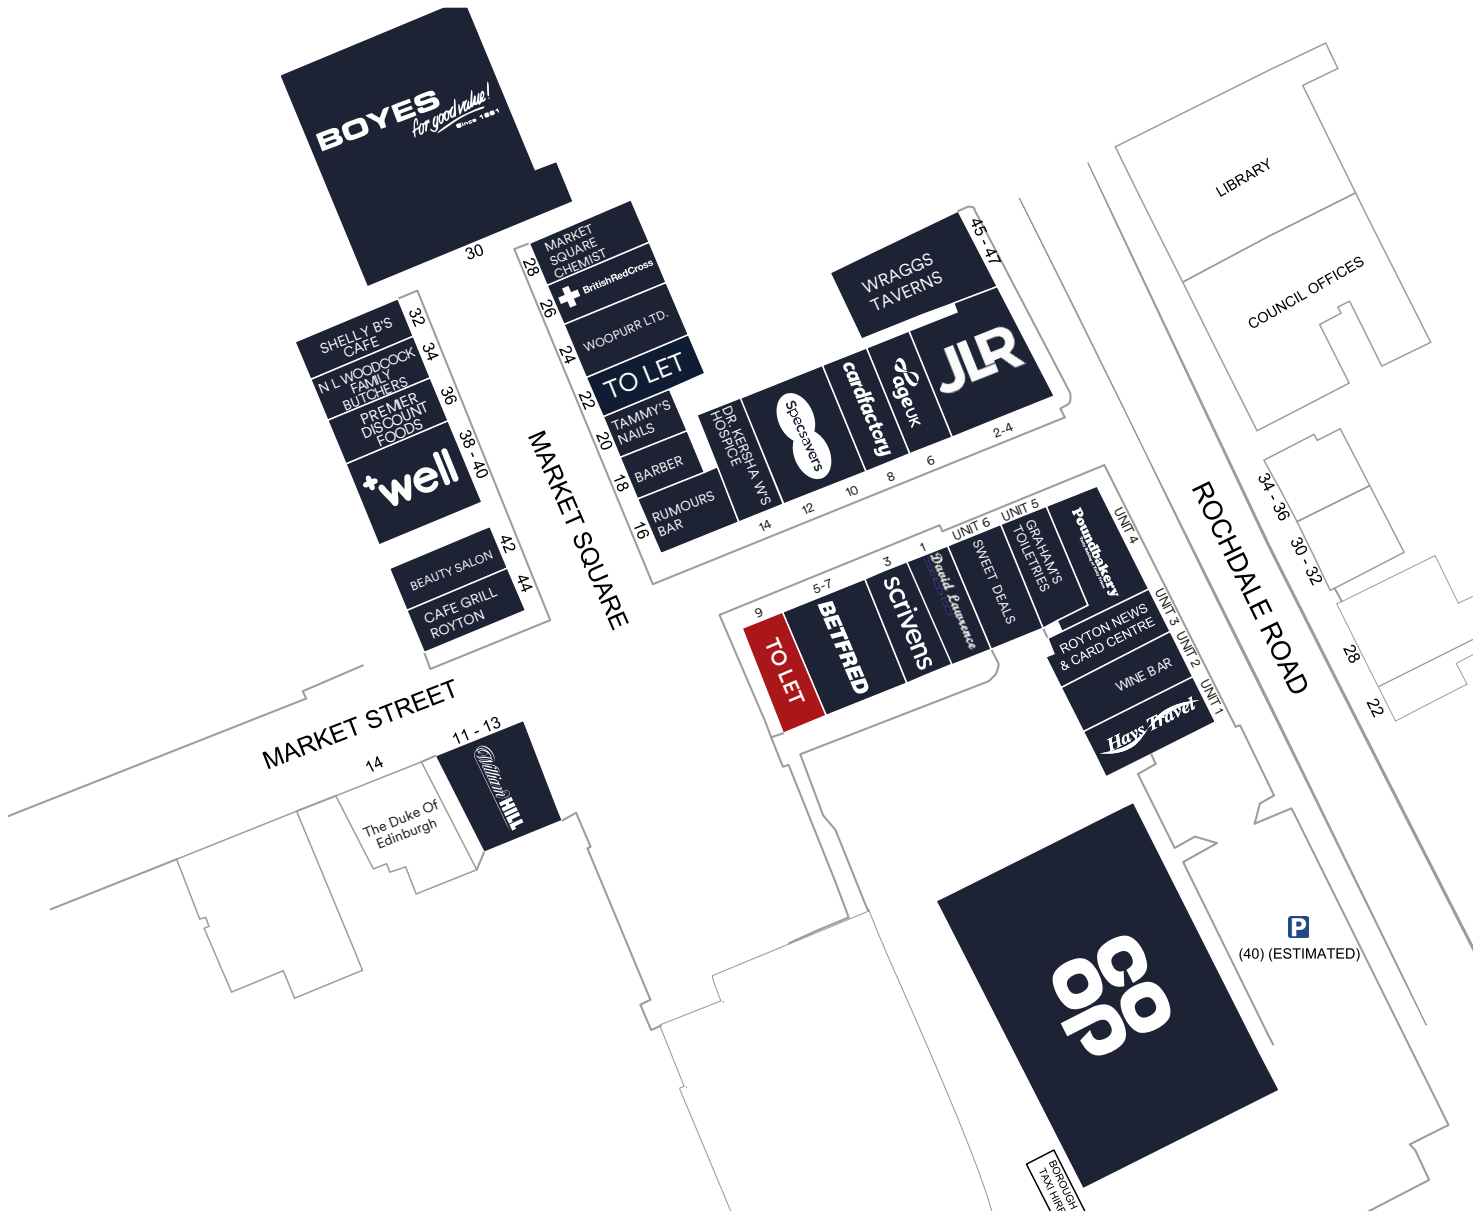 BOYES
for good value!
Since 1881
30
28
MARKET
SQUARE
CHEMIST
26
BritishRedCross
24
WOOPURR LTD.
22
TO LET
20
TAMMY'S
NAILS
18
BARBER
16
RUMOURS
BAR
32
SHELLY B'S
CAFE
34
N L WOODCOCK
FAMILY
BUTCHERS
36
PREMIER
DISCOUNT
FOODS
38 - 40
well
42
BEAUTY SALON
44
CAFE GRILL
ROYTON
MARKET SQUARE
DR. KERSHAW'S
HOSPICE
14
Specsavers
12
cardfactory
10
8
ageUK
6
JLR
2-4
WRAGGS
TAVERNS
45 - 47
LIBRARY
COUNCIL OFFICES
34 - 36
30 - 32
28
22
ROCHDALE ROAD
9
TO LET
5-7
BETFRED
3
Scrivens
1
David Lawrence
UNIT 6
SWEET DEALS
UNIT 5
GRAHAM'S
TOILETRIES
UNIT 4
Poundbakery
UNIT 3
ROYTON NEWS
& CARD CENTRE
UNIT 2
WINE BAR
UNIT 1
Hays Travel
MARKET STREET
14
The Duke Of
Edinburgh
11 - 13
William HILL
co
op
P
(40) (ESTIMATED)
BOROUGH
TAXI HIRE